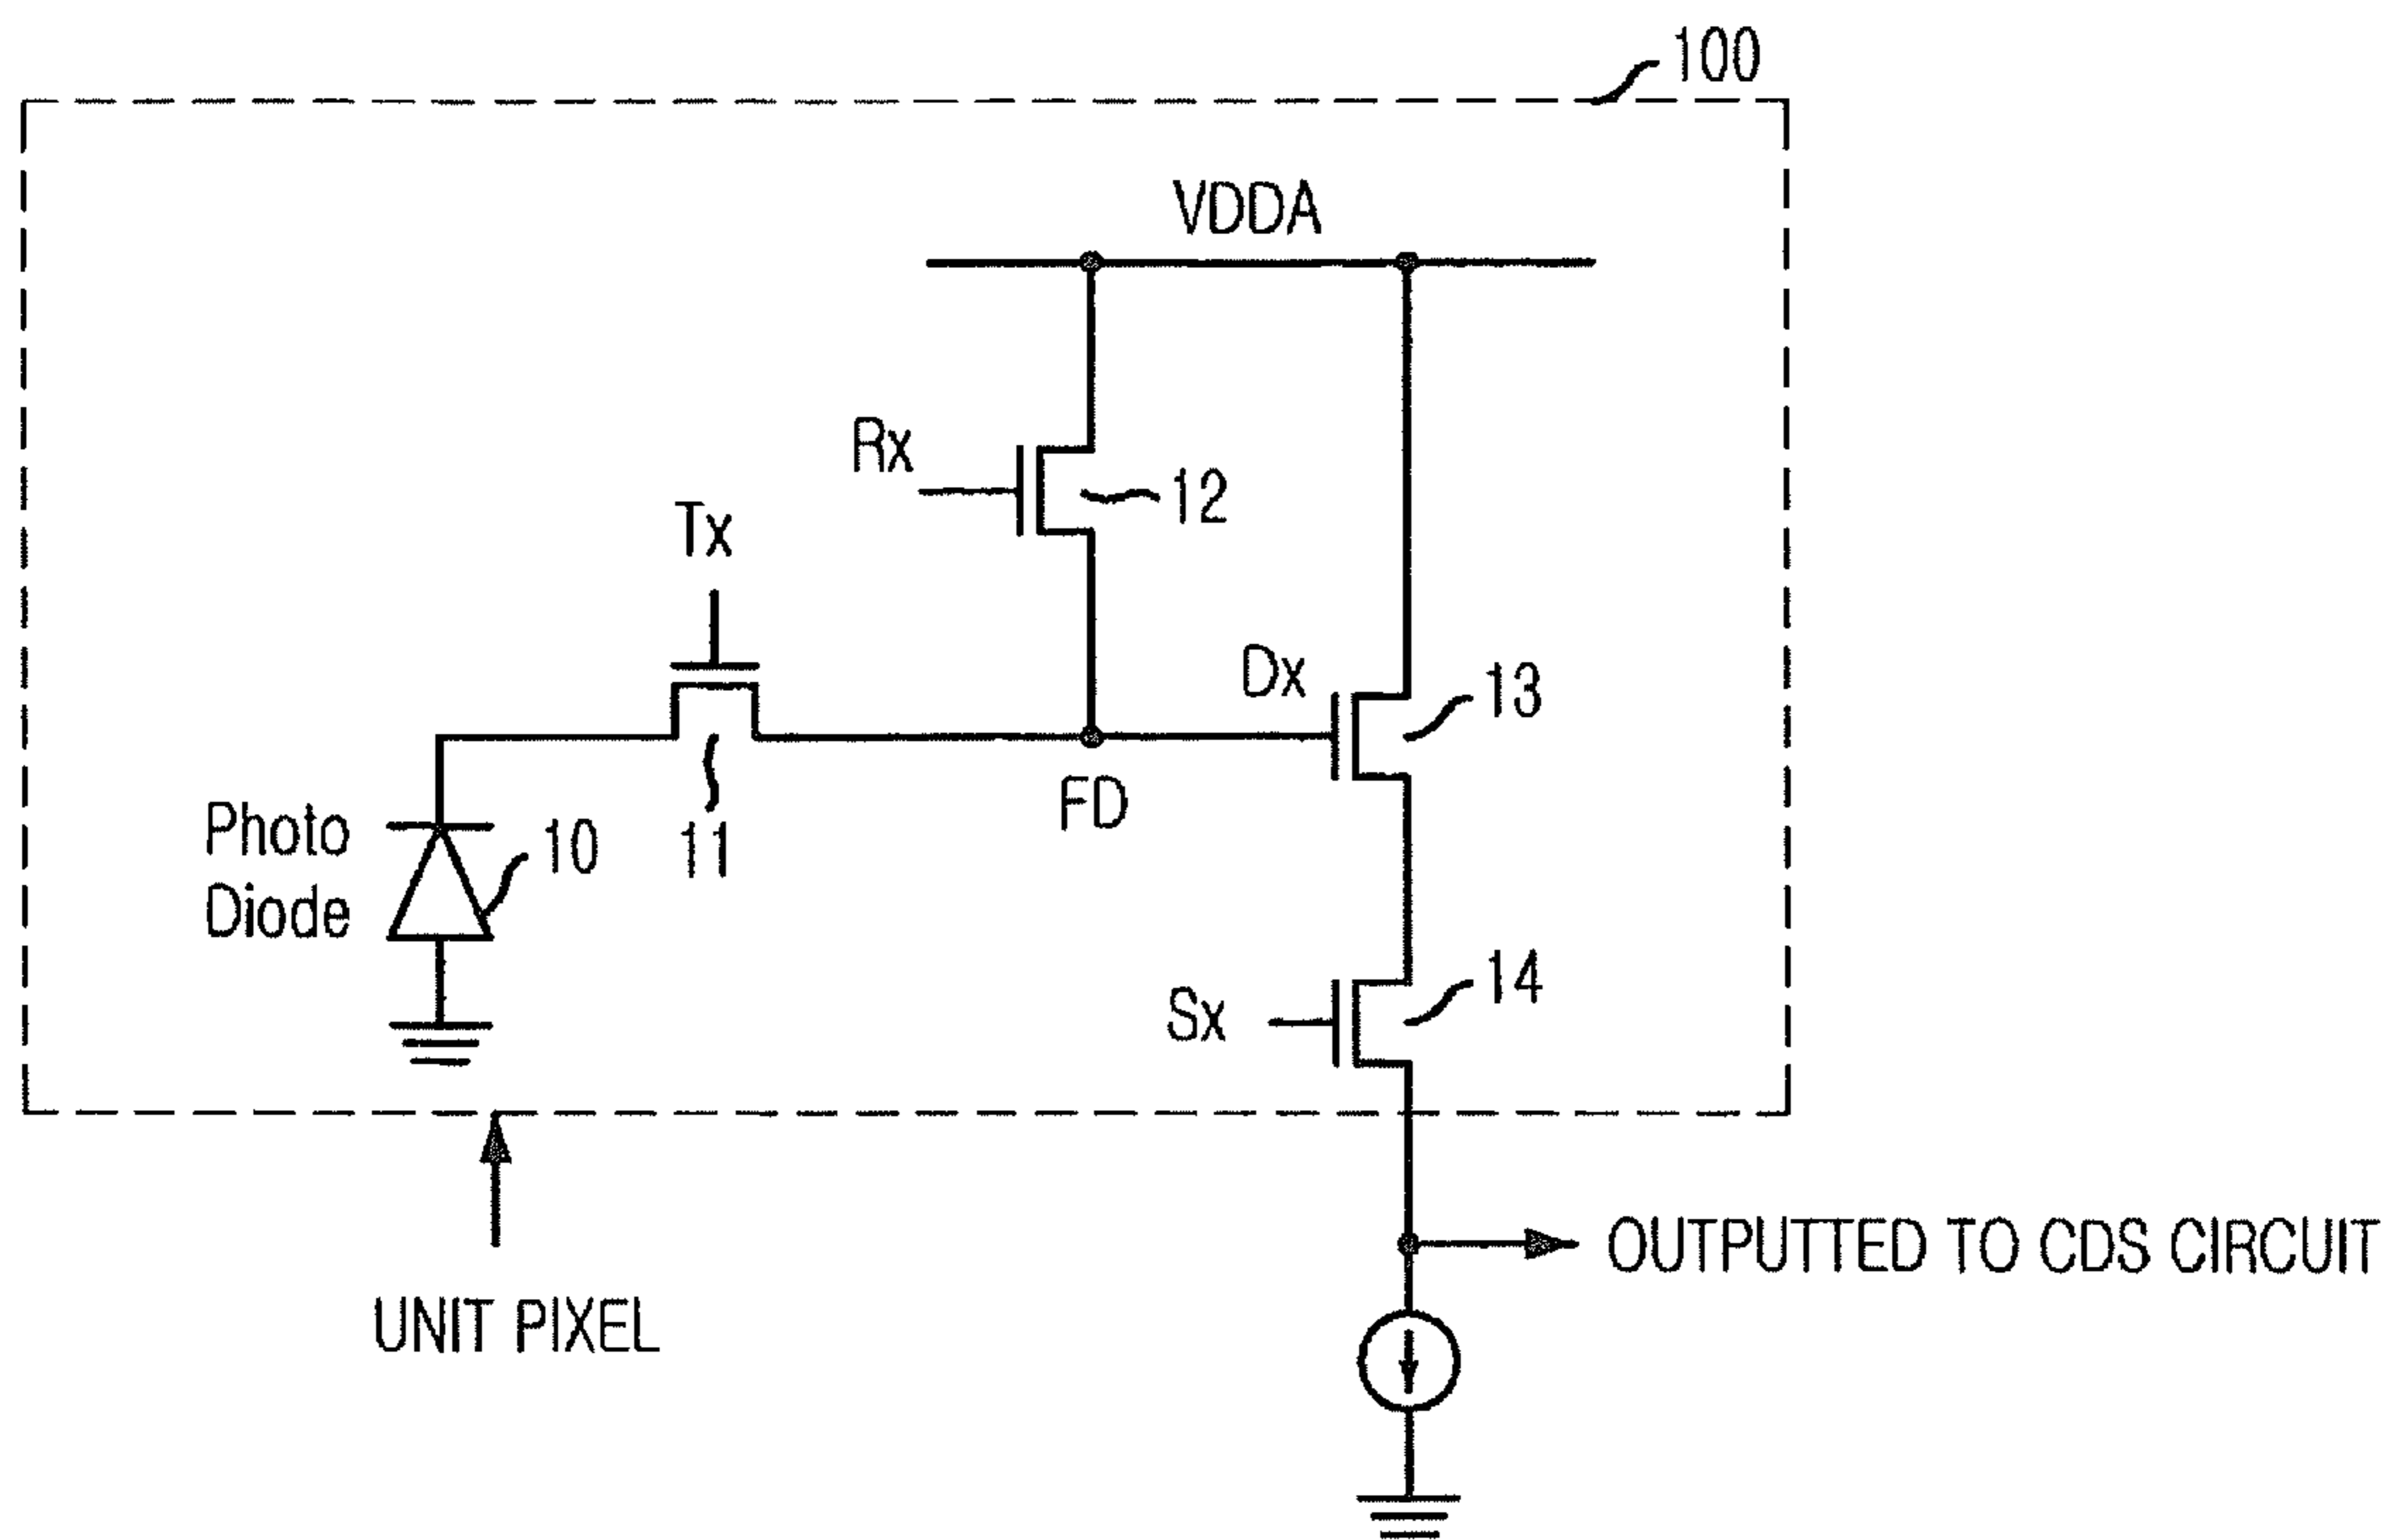 100
VDDA
Rx
12
Tx
Dx
13
FD
Photo
Diode
10
11
Sx
14
OUTPUTTED TO CDS CIRCUIT
UNIT PIXEL